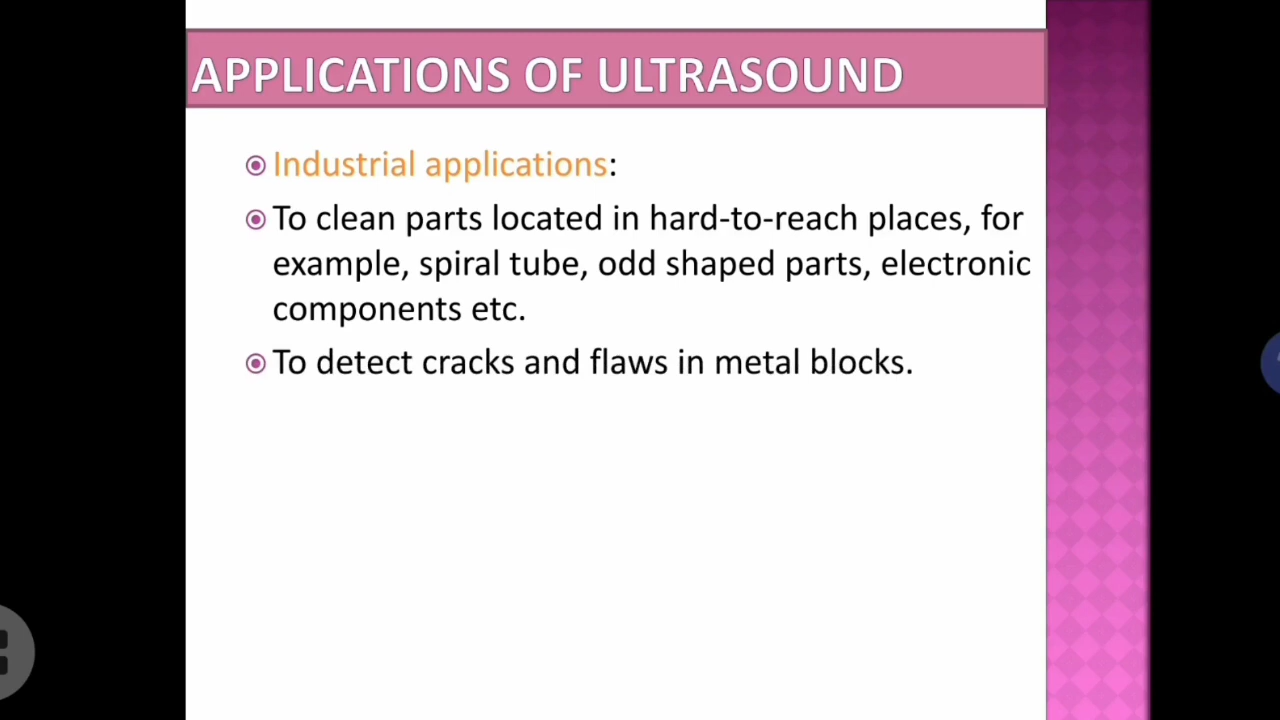 APPLICATIONS OF ULTRASOUND
Industrial applications:
To clean parts located in hard-to-reach places, for
example, spiral tube, odd shaped parts, electronic
components etc.
To detect cracks and flaws in metal blocks.